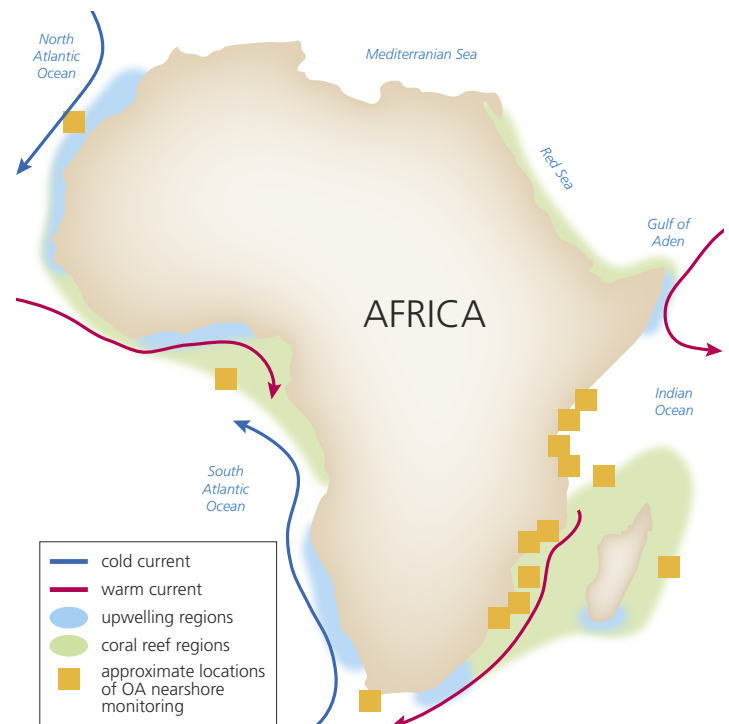 North
Atlantic
Ocean
Mediterranian Sea
Red Sea
Gulf of
Aden
AFRICA
Indian
Ocean
South
Atlantic
Ocean
cold current
warm current
upwelling regions
coral reef regions
approximate locations
of OA nearshore
monitoring